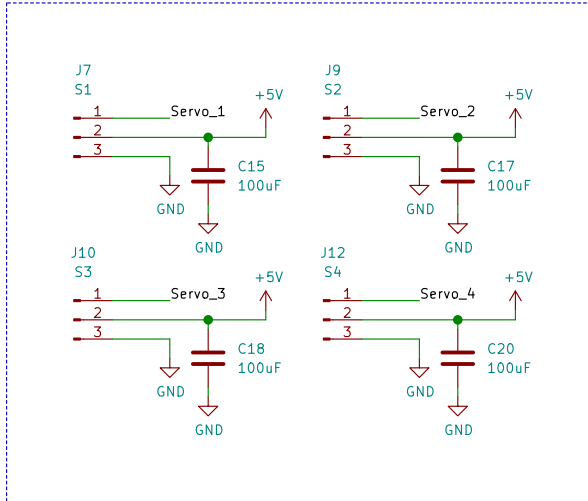 J7
S1
1 Servo_1
2
3
+5V
C15
100uF
GND
GND
J9
S2
1 Servo_2
2
3
+5V
C17
100uF
GND
GND
J10
S3
1 Servo_3
2
3
+5V
C18
100uF
GND
GND
J12
S4
1 Servo_4
2
3
+5V
C20
100uF
GND
GND